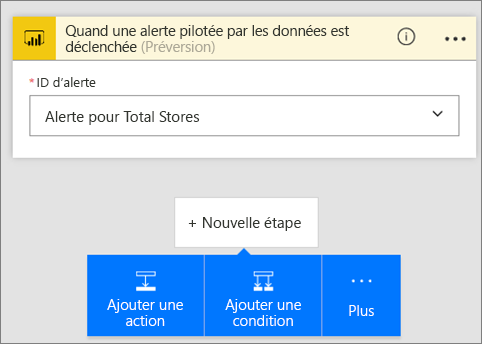 Quand une alerte pilotée par les données est
déclenchée (Préversion)
* ID d'alerte
Alerte pour Total Stores
+ Nouvelle étape
Ajouter une
action
Ajouter une
condition
Plus